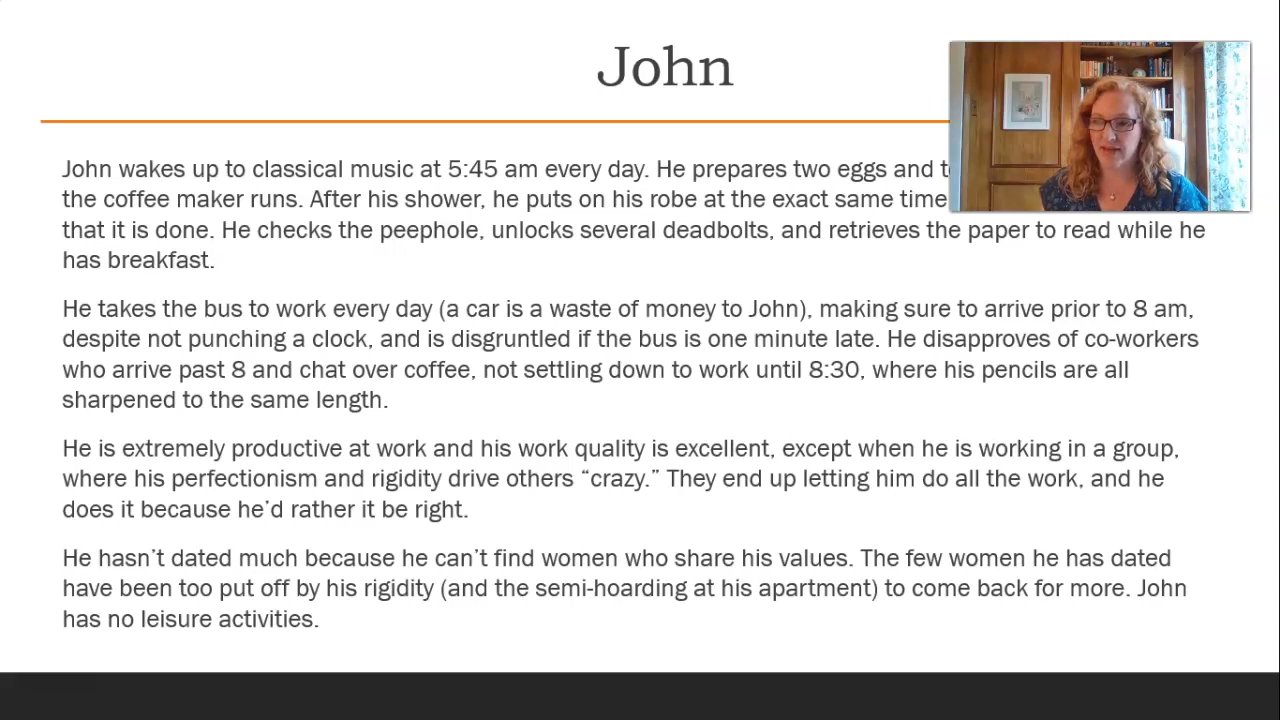 John
John wakes up to classical music at 5:45 am every day. He prepares two eggs and
the coffee maker runs. After his shower, he puts on his robe at the exact same time
that it is done. He checks the peephole, unlocks several deadbolts, and retrieves the paper to read while he
has breakfast.
He takes the bus to work every day (a car is a waste of money to John), making sure to arrive prior to 8 am,
despite not punching a clock, and is disgruntled if the bus is one minute late. He disapproves of co-workers
who arrive past 8 and chat over coffee, not settling down to work until 8:30, where his pencils are all
sharpened to the same length.
He is extremely productive at work and his work quality is excellent, except when he is working in a group,
where his perfectionism and rigidity drive others “crazy.” They end up letting him do all the work, and he
does it because he’d rather it be right.
He hasn’t dated much because he can’t find women who share his values. The few women he has dated
have been too put off by his rigidity (and the semi-hoarding at his apartment) to come back for more. John
has no leisure activities.